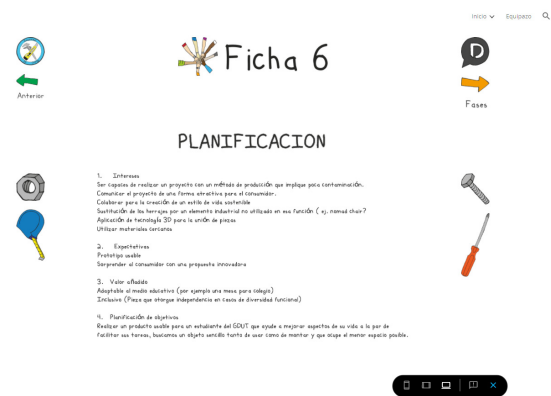 Inicio
Equipazo
Ficha 6
Anterior
Fases
PLANIFICACION
1. Intereses
Ser capaces de realizar un proyecto con un método de producción que implique poca contaminación.
Comunicar el proyecto de una forma atractiva para el consumidor.
Colaborar para la creación de un estilo de vida sostenible
Sustitución de los herrajes por un elemento industrial no utilizado en esa función ( ej. nomad chair?
Aplicación de tecnología 3D para la unión de piezas
Utilizar materiales cercanos
2. Expectativas
Prototipo usable
Sorprender al consumidor con una propuesta innovadora
3. Valor añadido
Adaptable al medio educativo (por ejemplo una mesa para colegio)
Inclusivo (Pieza que otorgue independencia en casos de diversidad funcional)
4. Planificación de objetivos
Realizar un producto usable para un estudiante del GDUT que ayude a mejorar aspectos de su vida a la par de
facilitar sus tareas, buscamos un objeto sencillo tanto de usar como de montar y que ocupe el menor espacio posible.